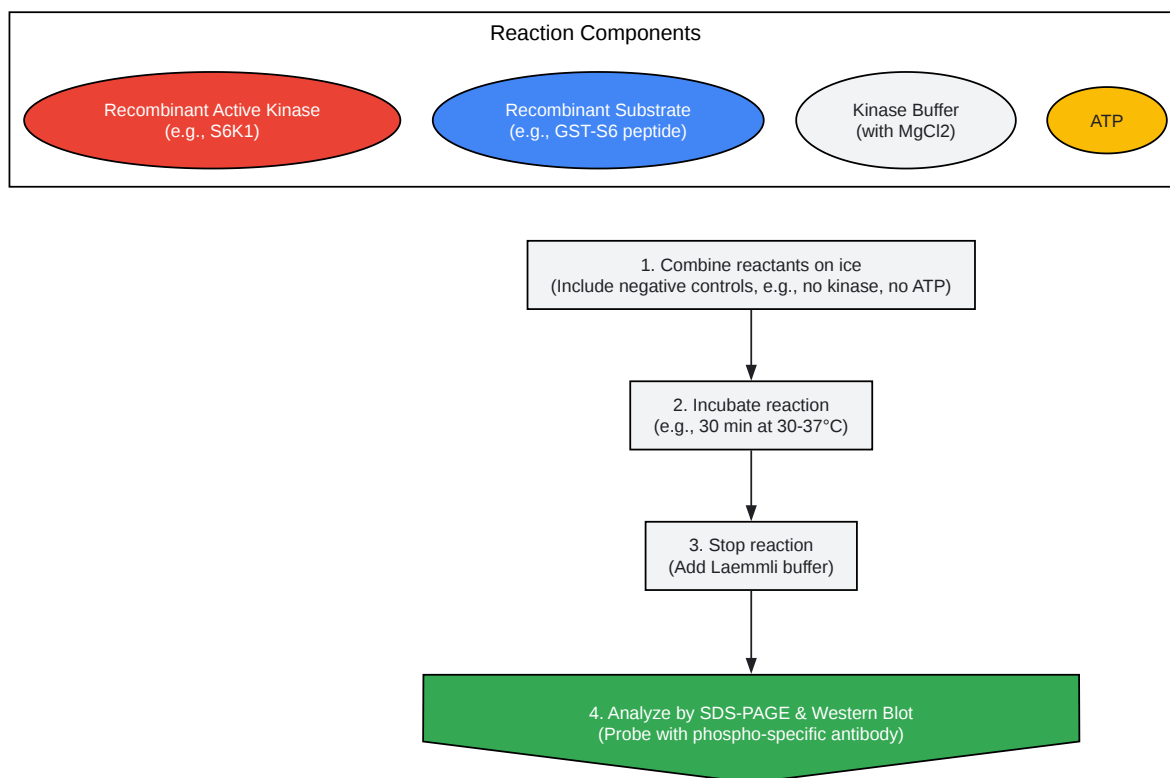 Reaction Components
Recombinant Active Kinase
(e.g., S6K1)
Recombinant Substrate
(e.g., GST-S6 peptide)
Kinase Buffer
(with MgCl2)
ATP
1. Combine reactants on ice
(Include negative controls, e.g., no kinase, no ATP)
2. Incubate reaction
(e.g., 30 min at 30-37°C)
3. Stop reaction
(Add Laemmli buffer)
4. Analyze by SDS-PAGE & Western Blot
(Probe with phospho-specific antibody)